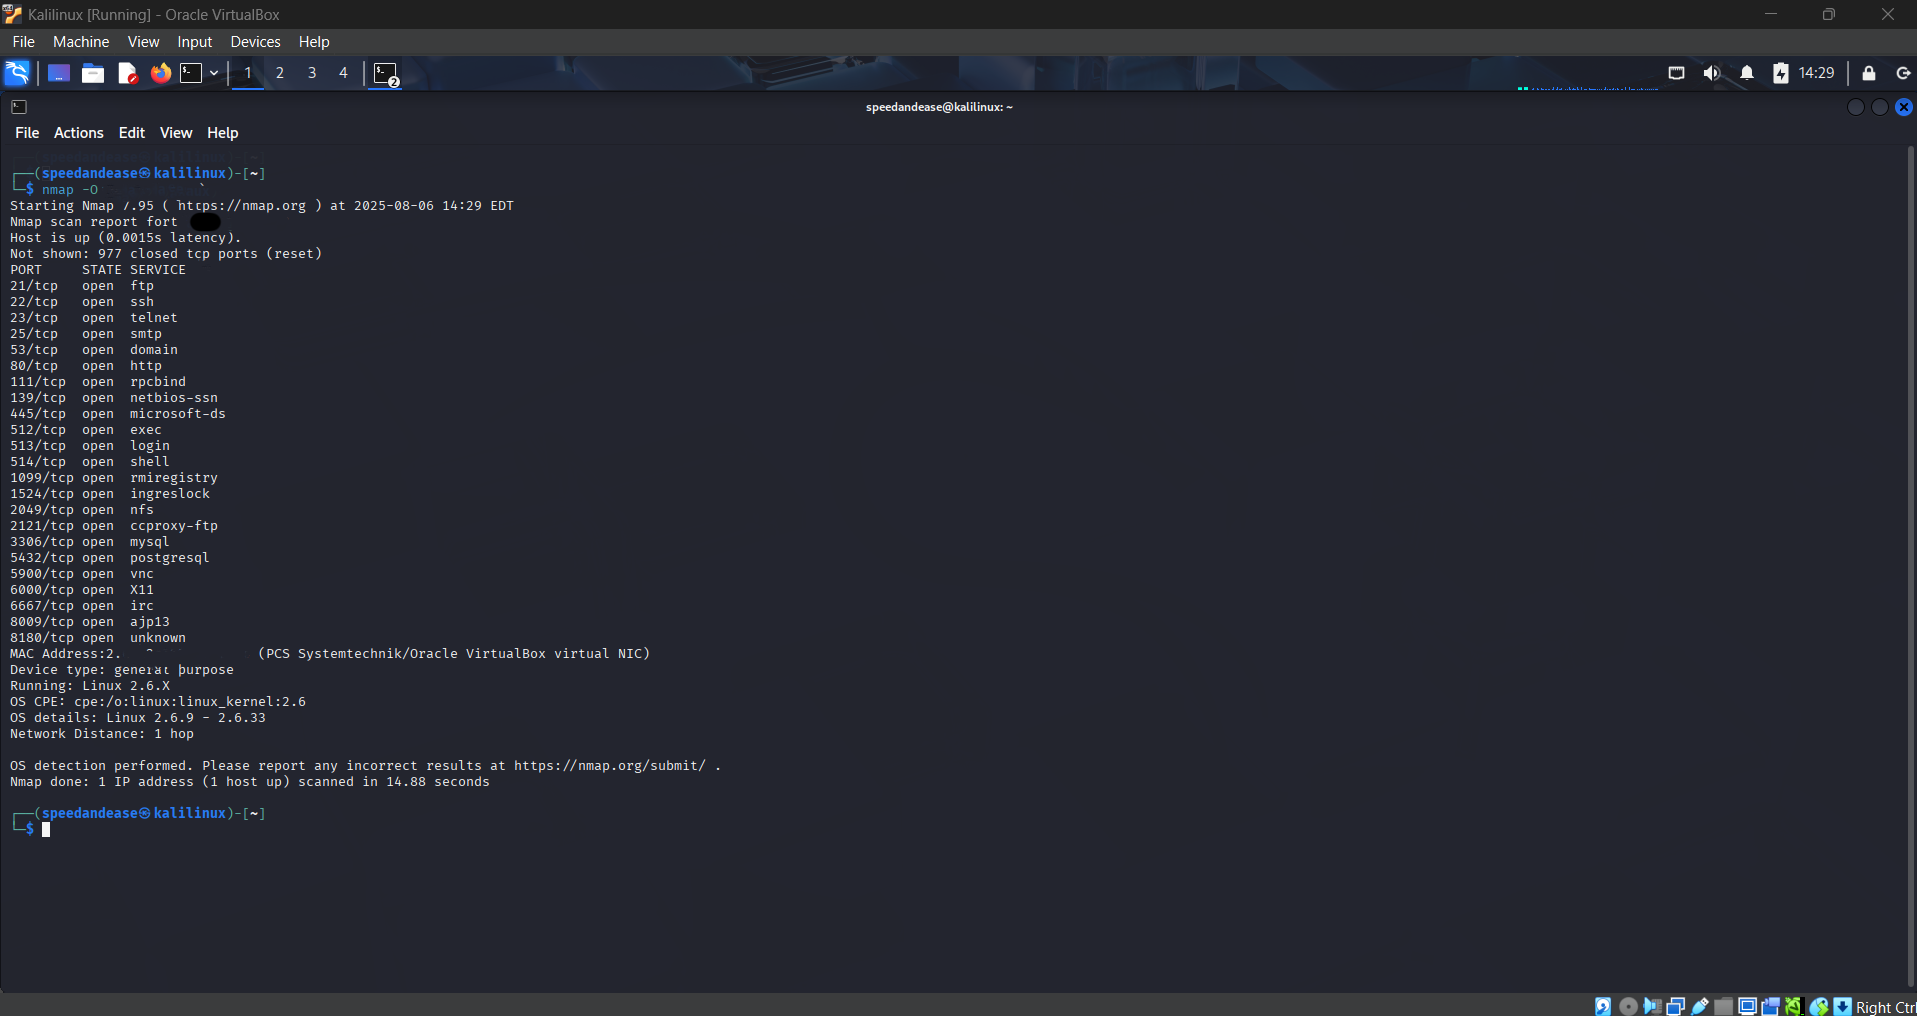 Kalilinux [Running] - Oracle VirtualBox
File Machine View Input Devices Help
1 2 3 4 2 14:29
speedandease@kalilinux: ~
File Actions Edit View Help
(speedandease㉿kalilinux)-[~]
$ nmap -O
Starting Nmap 7.95 ( https://nmap.org ) at 2025-08-06 14:29 EDT
Nmap scan report fort
Host is up (0.0015s latency).
Not shown: 977 closed tcp ports (reset)
PORT STATE SERVICE
21/tcp open ftp
22/tcp open ssh
23/tcp open telnet
25/tcp open smtp
53/tcp open domain
80/tcp open http
111/tcp open rpcbind
139/tcp open netbios-ssn
445/tcp open microsoft-ds
512/tcp open exec
513/tcp open login
514/tcp open shell
1099/tcp open rmiregistry
1524/tcp open ingreslock
2049/tcp open nfs
2121/tcp open ccproxy-ftp
3306/tcp open mysql
5432/tcp open postgresql
5900/tcp open vnc
6000/tcp open X11
6667/tcp open irc
8009/tcp open ajp13
8180/tcp open unknown
MAC Address:2. (PCS Systemtechnik/Oracle VirtualBox virtual NIC)
Device type: general purpose
Running: Linux 2.6.X
OS CPE: cpe:/o:linux:linux_kernel:2.6
OS details: Linux 2.6.9 - 2.6.33
Network Distance: 1 hop
OS detection performed. Please report any incorrect results at https://nmap.org/submit/ .
Nmap done: 1 IP address (1 host up) scanned in 14.88 seconds
(speedandease㉿kalilinux)-[~]
$
Right Ctrl